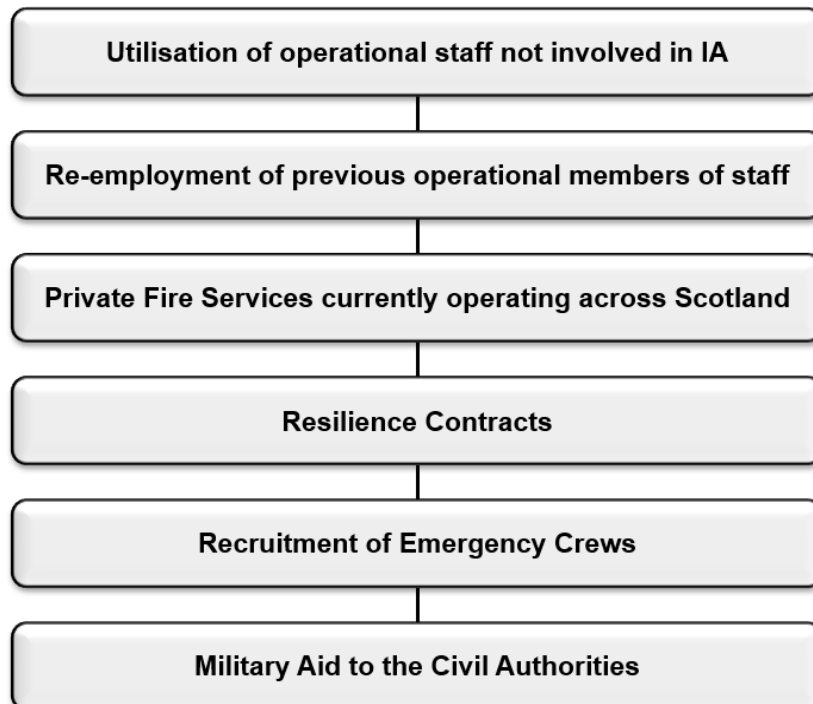 Utilisation of operational staff not involved in IA
Re-employment of previous operational members of staff
Private Fire Services currently operating across Scotland
Resilience Contracts
Recruitment of Emergency Crews
Military Aid to the Civil Authorities